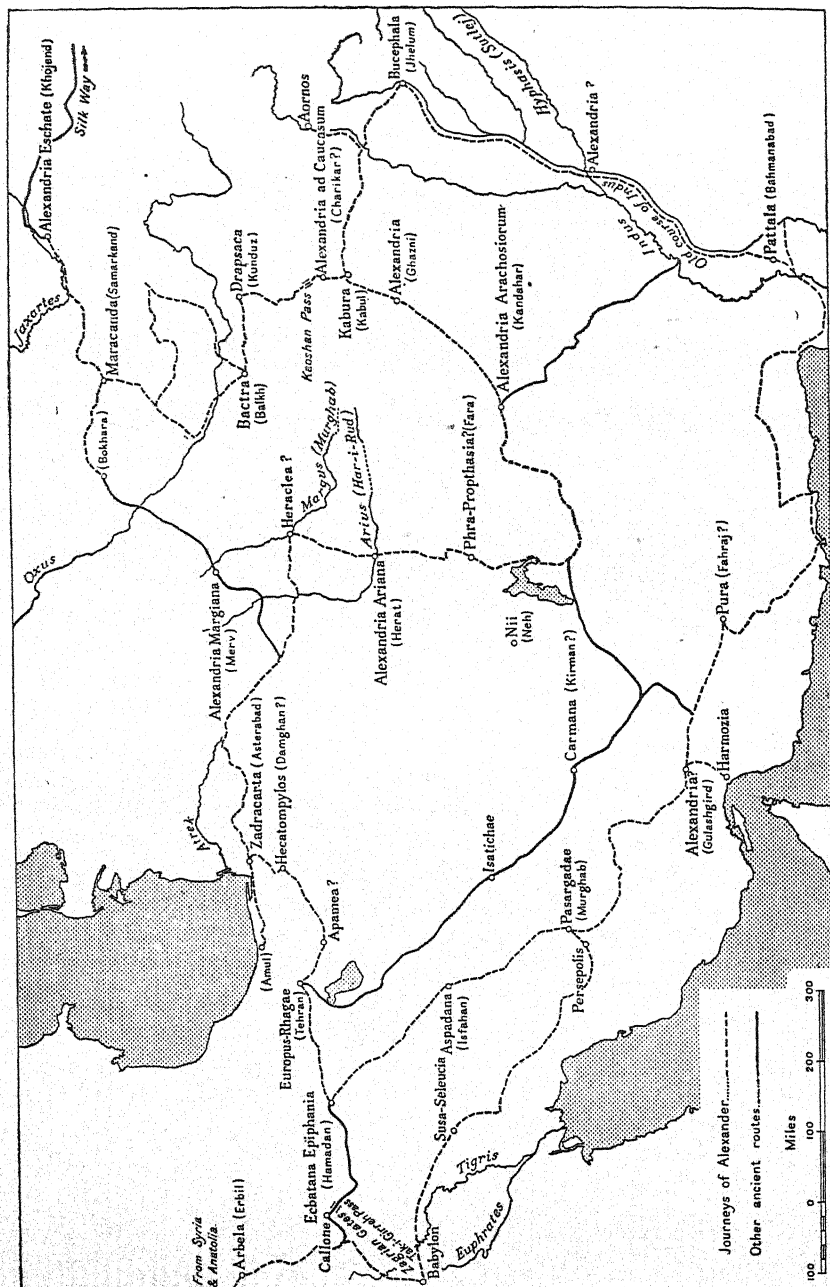 From Syria
& Anatolia.
Arbela (Erbil)
Ecbatana Epiphania
(Hamadan)
Callone
Zagrian Gates
Tak-i-Girreh Pass
Babylon
Euphrates
Tigris
Susa-Seleucia
Aspadana
(Isfahan)
Persepolis
Pasargadae
(Murghab)
Europus-Rhagae
(Tehran)
(Amul)
Apamea?
Zadracarta (Asterabad)
Hecatompylos (Damghan?)
Atrek
Isatichae
Carmana (Kirman?)
Alexandria?
(Gulashgird)
Harmozia
Pura (Fahraj?)
Oxus
Alexandria Margiana
(Merv)
Heraclea ?
Margus (Murghab)
Arius (Har-i-Rud)
Alexandria Ariana
(Herat)
Phra-Propthasia?(Fara)
Nii
(Neh)
(Bokhara)
Maracanda(Samarkand)
Jaxartes
Alexandria Eschate (Khojend)
Silk Way
Bactra
(Balkh)
Drapsaca
(Kunduz)
Kaoshan Pass
Alexandria ad Caucasum
(Charikar?)
Kabura
(Kabul)
Alexandria
(Ghazni)
Alexandria Arachosiorum
(Kandahar)
Aornos
Bucephala
(Jhelum)
Hyphasis (Sutlej)
Alexandria ?
Indus
Old course of Indus
Pattala (Bahmanabad)
Journeys of Alexander
Other ancient routes
Miles
100 0 100 300